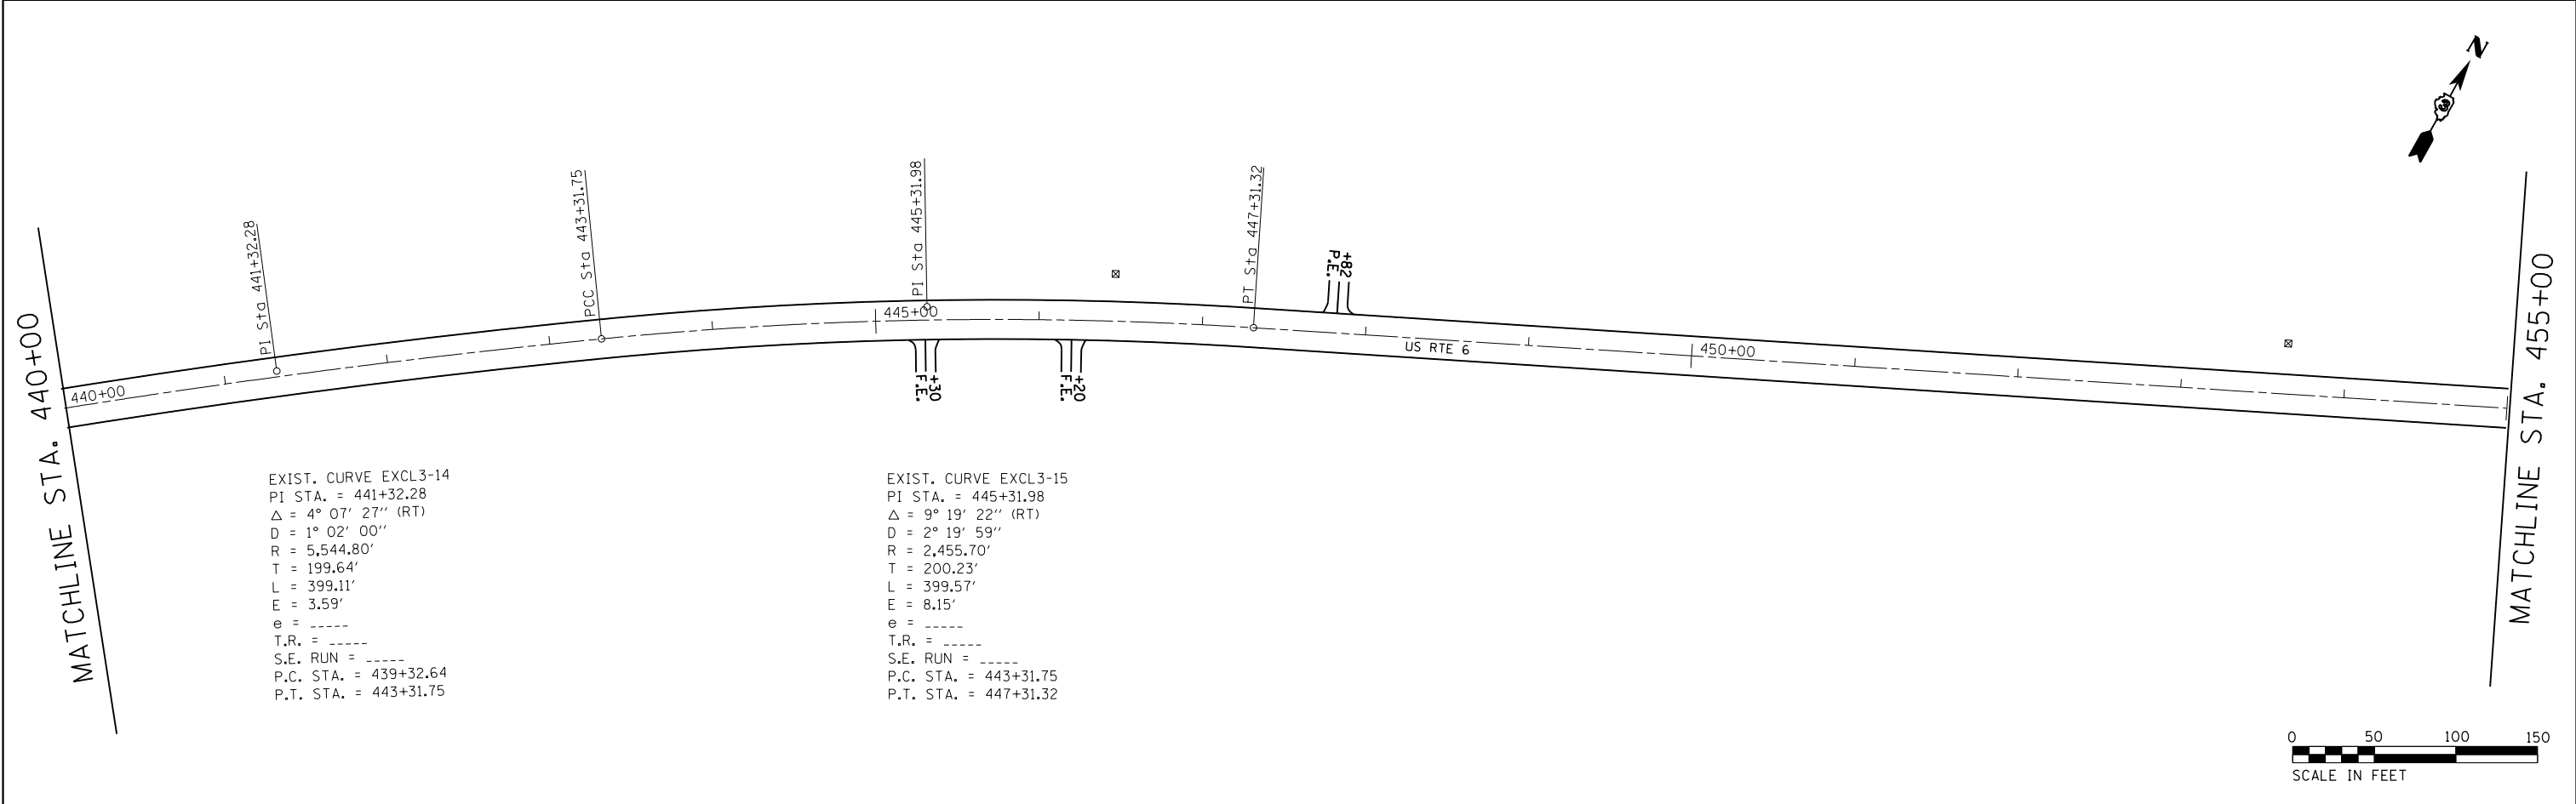 N
3
MATCHLINE STA. 440+00
440+00
PI Sta 441+32.28
PCC Sta 443+31.75
PI Sta 445+31.98
445+00
PT Sta 447+31.32
+82
P.E.
+30
F.E.
+20
F.E.
US RTE 6
450+00
MATCHLINE STA. 455+00
EXIST. CURVE EXCL3-14
PI STA. = 441+32.28
△ = 4° 07' 27'' (RT)
D = 1° 02' 00''
R = 5,544.80'
T = 199.64'
L = 399.11'
E = 3.59'
e = _____
T.R. = _____
S.E. RUN = _____
P.C. STA. = 439+32.64
P.T. STA. = 443+31.75
EXIST. CURVE EXCL3-15
PI STA. = 445+31.98
△ = 9° 19' 22'' (RT)
D = 2° 19' 59''
R = 2,455.70'
T = 200.23'
L = 399.57'
E = 8.15'
e = _____
T.R. = _____
S.E. RUN = _____
P.C. STA. = 443+31.75
P.T. STA. = 447+31.32
0 50 100 150
SCALE IN FEET